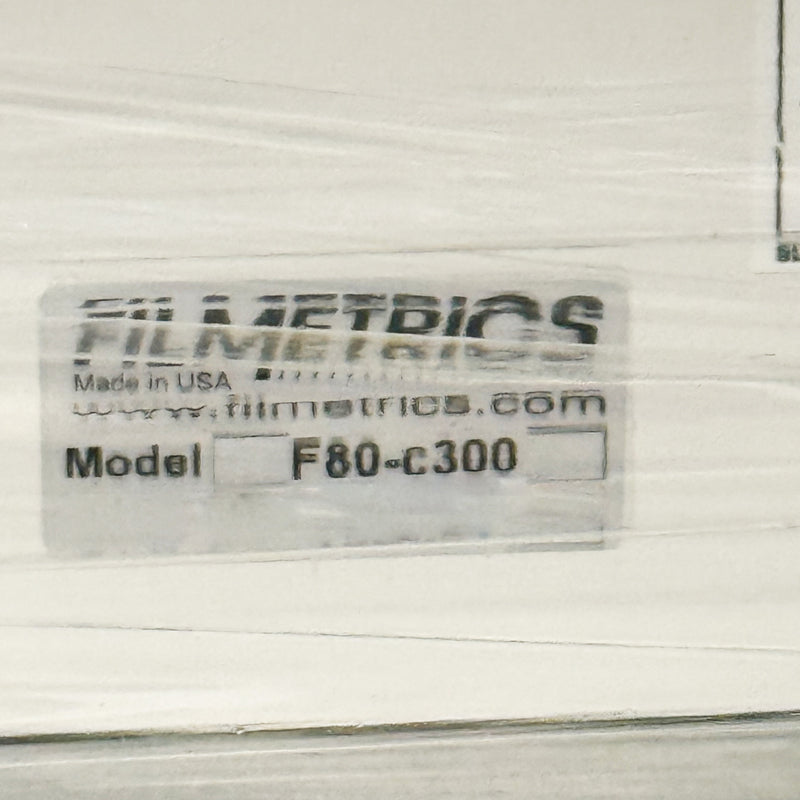 FILMETRICS
Made in USA
www.filmetrics.com
Model F80-c300